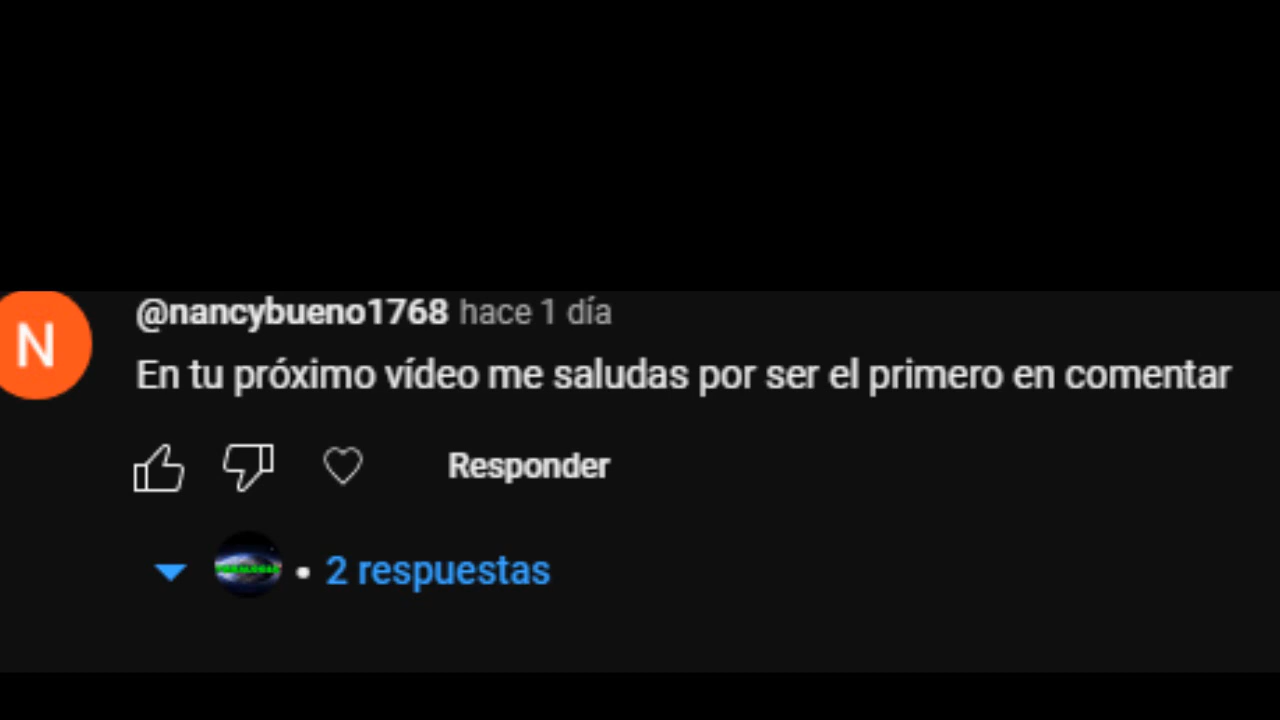 N
@nancybueno1768 hace 1 día
En tu próximo vídeo me saludas por ser el primero en comentar
Responder
2 respuestas